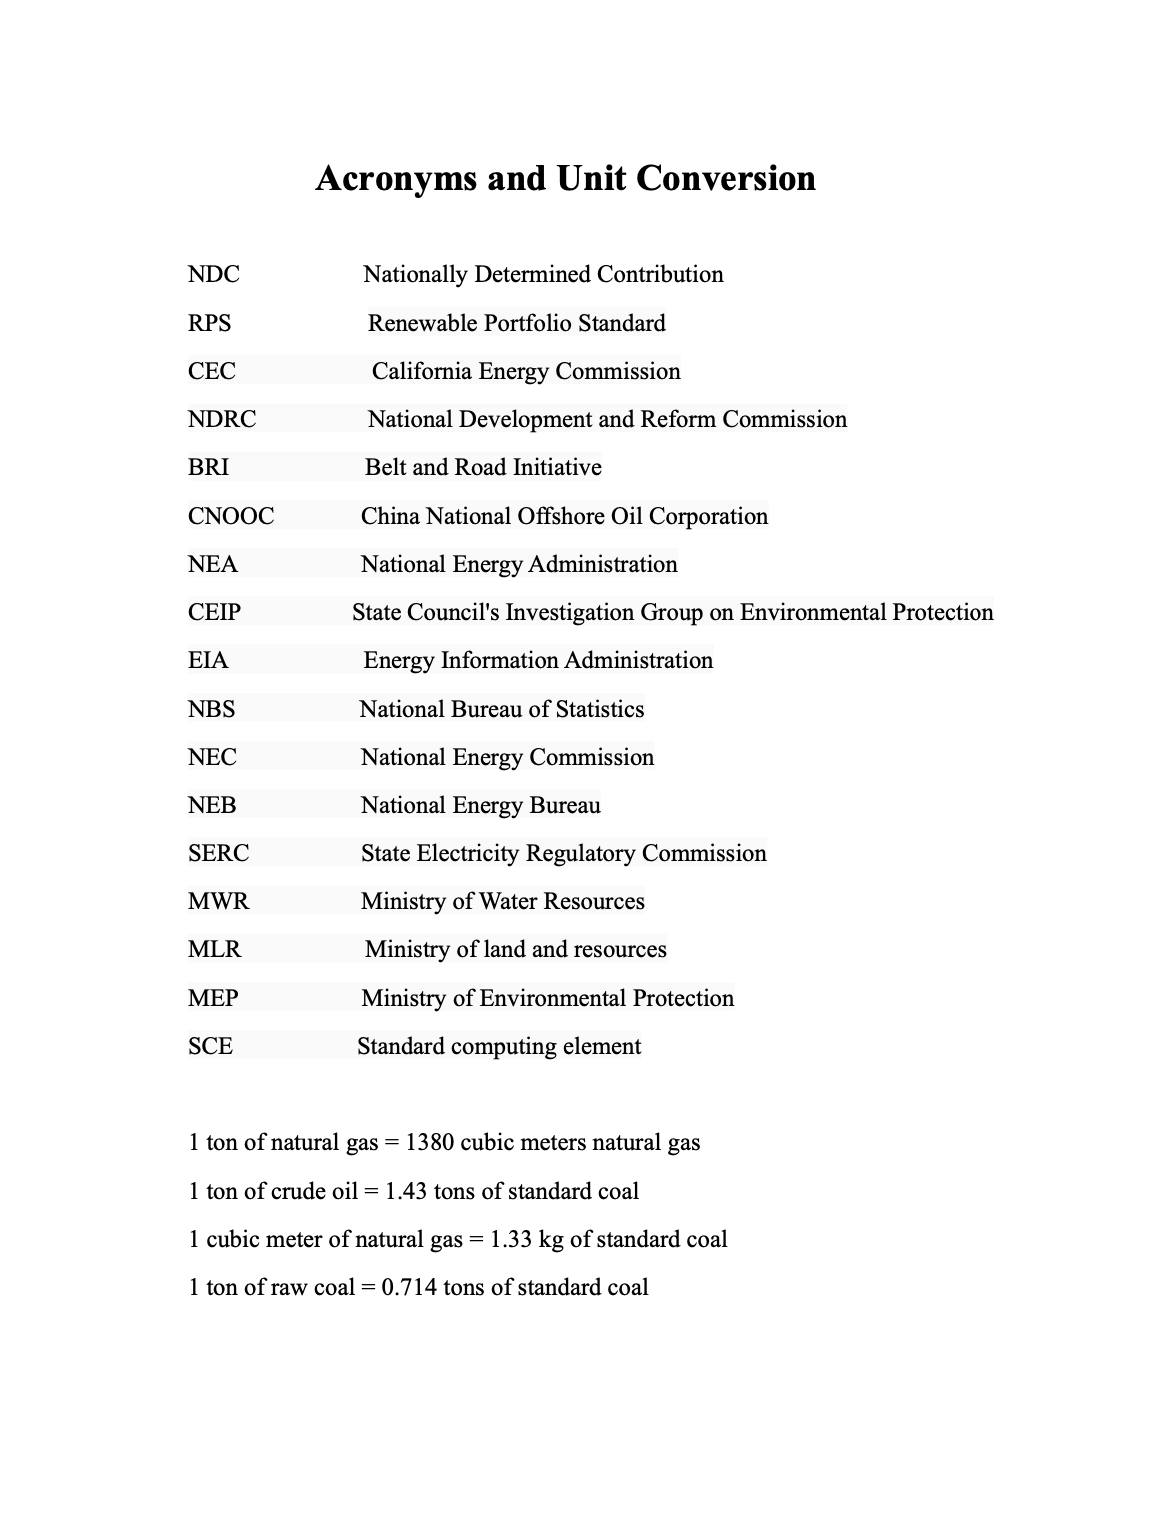 Acronyms and Unit Conversion
NDC Nationally Determined Contribution
RPS Renewable Portfolio Standard
CEC California Energy Commission
NDRC National Development and Reform Commission
BRI Belt and Road Initiative
CNOOC China National Offshore Oil Corporation
NEA National Energy Administration
CEIP State Council's Investigation Group on Environmental Protection
EIA Energy Information Administration
NBS National Bureau of Statistics
NEC National Energy Commission
NEB National Energy Bureau
SERC State Electricity Regulatory Commission
MWR Ministry of Water Resources
MLR Ministry of land and resources
MEP Ministry of Environmental Protection
SCE Standard computing element
1 ton of natural gas = 1380 cubic meters natural gas
1 ton of crude oil = 1.43 tons of standard coal
1 cubic meter of natural gas = 1.33 kg of standard coal
1 ton of raw coal = 0.714 tons of standard coal